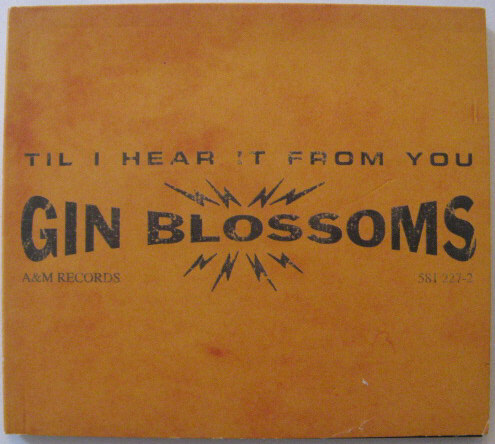 TIL I HEAR IT FROM YOU
GIN BLOSSOMS
A&M RECORDS 581 227-2